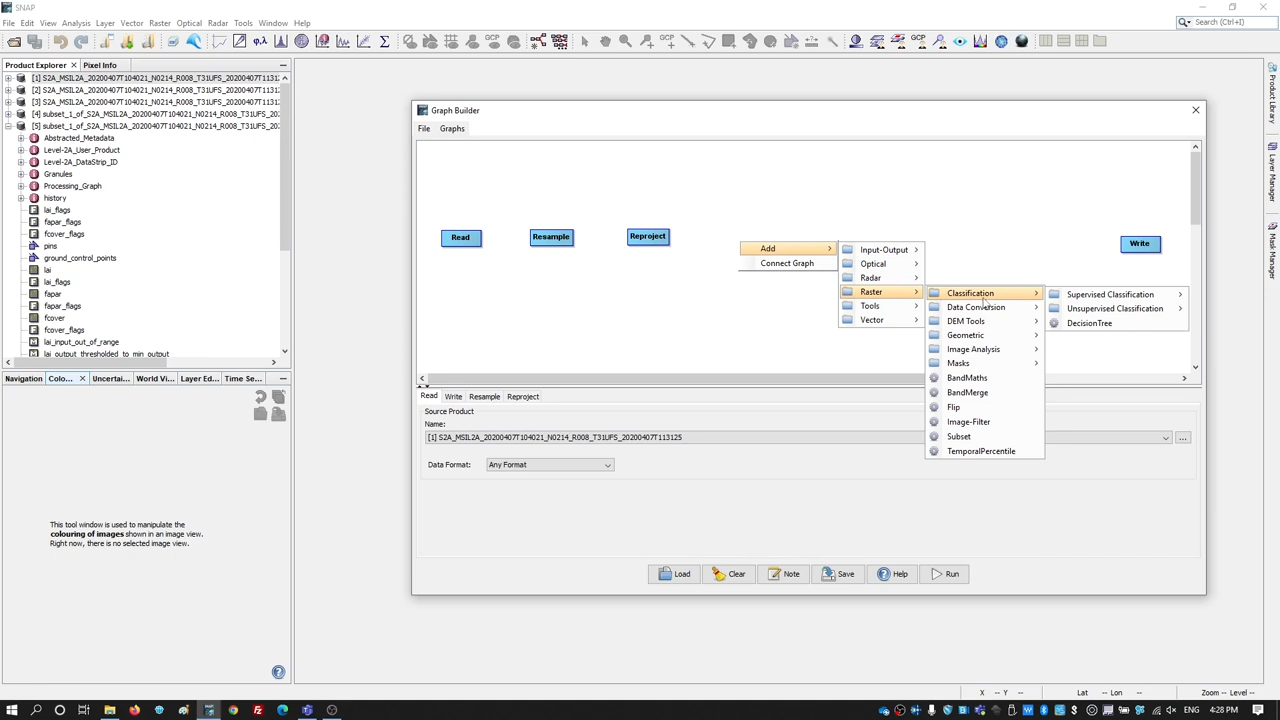 SNAP
File Edit View Analysis Layer Vector Raster Optical Radar Tools Window Help
Search (Ctrl+I)
Product Explorer
Pixel Info
[1] S2A_MSIL2A_20200407T104021_N0214_R008_T31UFS_20200407T1131
[2] S2A_MSIL2A_20200407T104021_N0214_R008_T31UFS_20200407T1131
[3] S2A_MSIL2A_20200407T104021_N0214_R008_T31UFS_20200407T1131
[4] subset_1_of_S2A_MSIL2A_20200407T104021_N0214_R008_T31UFS_20
[5] subset_1_of_S2A_MSIL2A_20200407T104021_N0214_R008_T31UFS_20
Abstracted_Metadata
Level-2A_User_Product
Level-2A_DataStrip_ID
Granules
Processing_Graph
history
lai_flags
fapar_flags
fcover_flags
pins
ground_control_points
lai
lai_flags
fapar
fapar_flags
fcover
fcover_flags
lai_input_out_of_range
lai_output_thresholded_to_min_output
Navigation
Colo...
Uncertai...
World Vi...
Layer Ed...
Time Se...
This tool window is used to manipulate the
colouring of images shown in an image view.
Right now, there is no selected image view.
Graph Builder
File Graphs
Read
Resample
Reproject
Write
Add
Connect Graph
Input-Output
Optical
Radar
Raster
Tools
Vector
Classification
Data Conversion
DEM Tools
Geometric
Image Analysis
Masks
BandMaths
BandMerge
Flip
Image-Filter
Subset
TemporalPercentile
Supervised Classification
Unsupervised Classification
DecisionTree
Read Write Resample Reproject
Source Product
Name:
[1] S2A_MSIL2A_20200407T104021_N0214_R008_T31UFS_20200407T113125
...
Data Format: Any Format
Load
Clear
Note
Save
Help
Run
Product Library
Layer Manager
Mask Manager
X -- Y --
Lat -- Lon --
Zoom -- Level --
4:28 PM